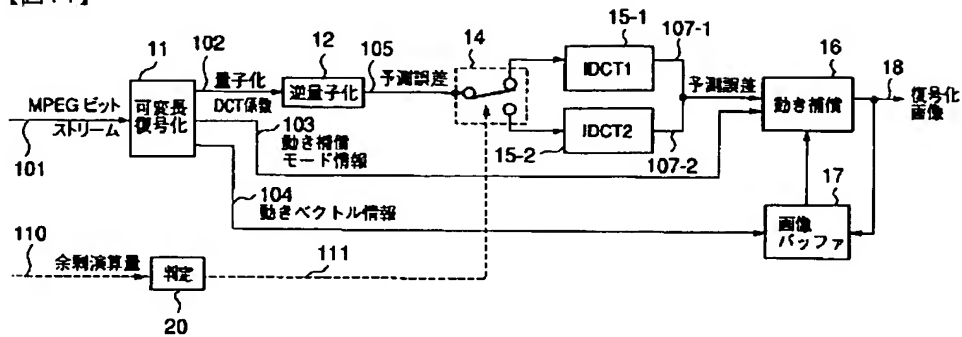 【図11】
15-1
107-1
102
12
105
14
16
11
量子化
予測誤差
IDCT1
予測誤差
18
MPEG ビット
ストリーム
可変長
復号化
DCT係数
逆量子化
動き補償
復号化
画像
101
103
動き補償
モード情報
15-2
IDCT2
107-2
104
動きベクトル情報
17
画像
バッファ
110
余剰演算量
判定
111
20